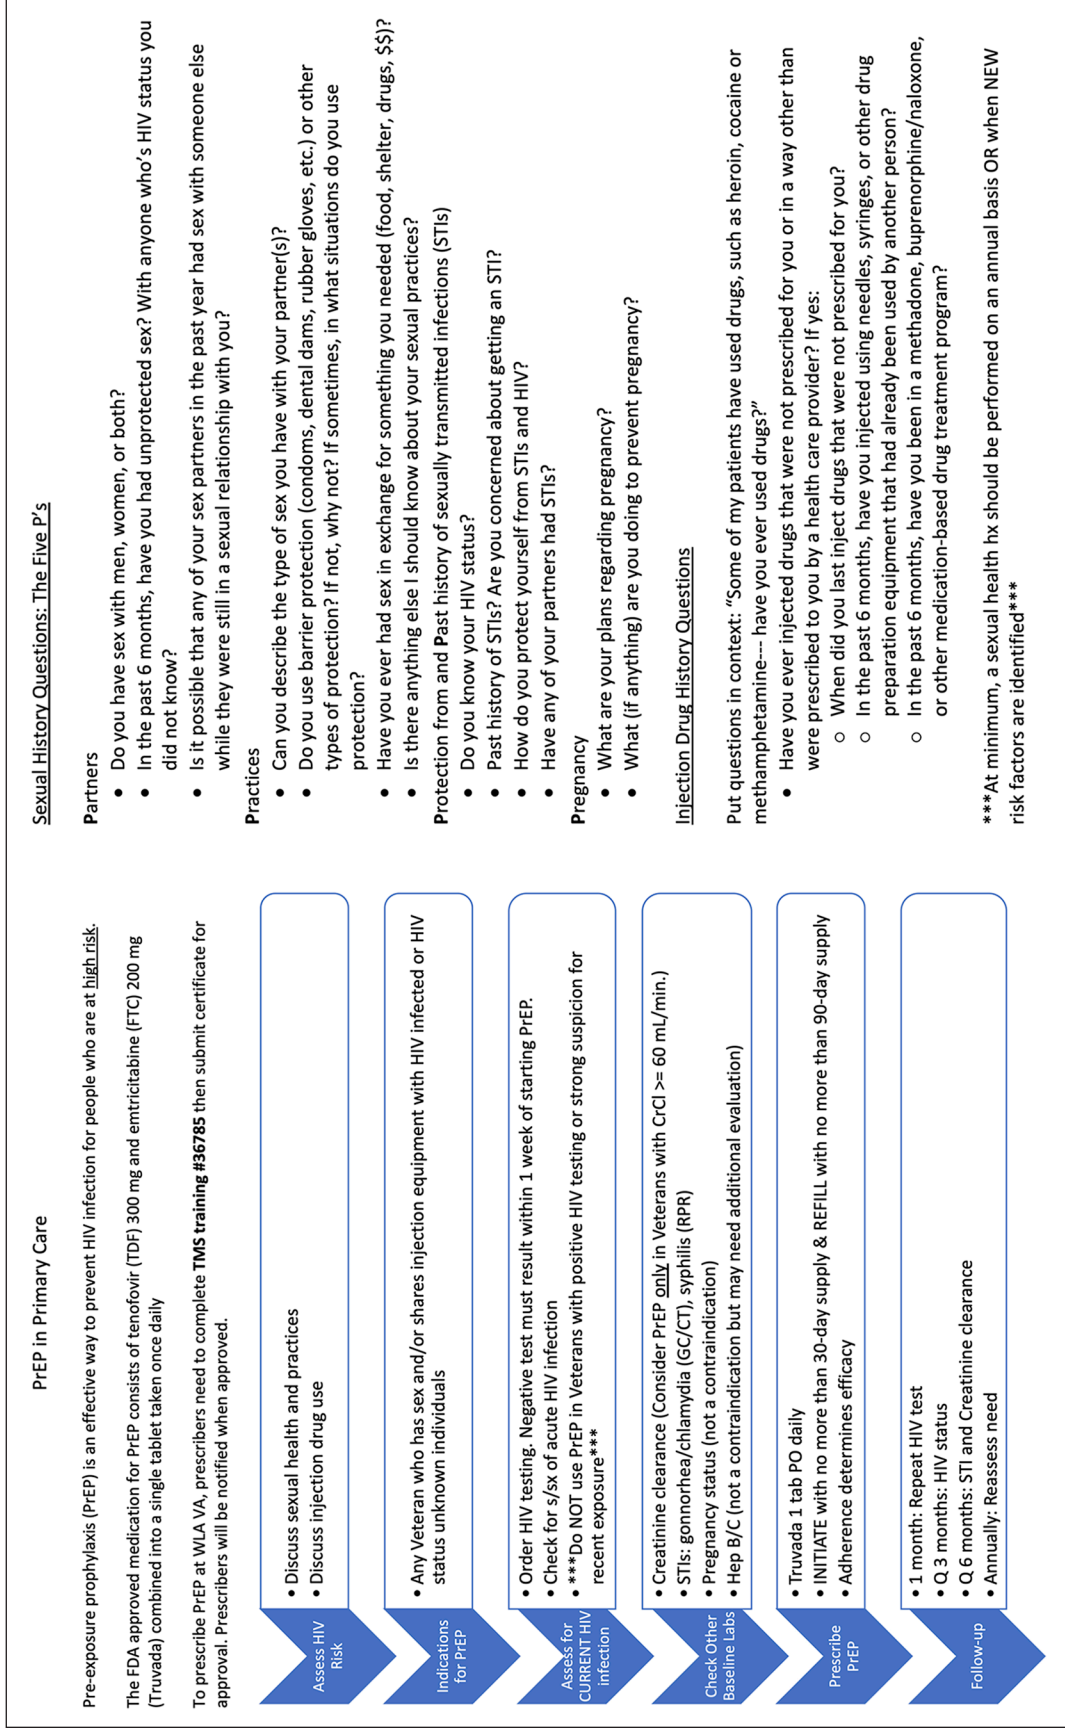 PrEP in Primary Care
Pre-exposure prophylaxis (PrEP) is an effective way to prevent HIV infection for people who are at high risk.
The FDA approved medication for PrEP consists of tenofovir (TDF) 300 mg and emtricitabine (FTC) 200 mg
(Truvada) combined into a single tablet taken once daily
To prescribe PrEP at WLA VA, prescribers need to complete TMS training #36785 then submit certificate for
approval. Prescribers will be notified when approved.
Assess HIV
Risk
• Discuss sexual health and practices
• Discuss injection drug use
Indications
for PrEP
• Any Veteran who has sex and/or shares injection equipment with HIV infected or HIV
status unknown individuals
Assess for
CURRENT HIV
infection
• Order HIV testing. Negative test must result within 1 week of starting PrEP.
• Check for s/sx of acute HIV infection
• ***Do NOT use PrEP in Veterans with positive HIV testing or strong suspicion for
recent exposure***
Check Other
Baseline Labs
• Creatinine clearance (Consider PrEP only in Veterans with CrCl >= 60 mL/min.)
• STIs: gonnorhea/chlamydia (GC/CT), syphilis (RPR)
• Pregnancy status (not a contraindication)
• Hep B/C (not a contraindication but may need additional evaluation)
Prescribe
PrEP
• Truvada 1 tab PO daily
• INITIATE with no more than 30-day supply & REFILL with no more than 90-day supply
• Adherence determines efficacy
Follow-up
• 1 month: Repeat HIV test
• Q 3 months: HIV status
• Q 6 months: STI and Creatinine clearance
• Annually: Reassess need
Sexual History Questions: The Five P's
Partners
• Do you have sex with men, women, or both?
• In the past 6 months, have you had unprotected sex? With anyone who's HIV status you
did not know?
• Is it possible that any of your sex partners in the past year had sex with someone else
while they were still in a sexual relationship with you?
Practices
• Can you describe the type of sex you have with your partner(s)?
• Do you use barrier protection (condoms, dental dams, rubber gloves, etc.) or other
types of protection? If not, why not? If sometimes, in what situations do you use
protection?
• Have you ever had sex in exchange for something you needed (food, shelter, drugs, $$)?
• Is there anything else I should know about your sexual practices?
Protection from and Past history of sexually transmitted infections (STIs)
• Do you know your HIV status?
• Past history of STIs? Are you concerned about getting an STI?
• How do you protect yourself from STIs and HIV?
• Have any of your partners had STIs?
Pregnancy
• What are your plans regarding pregnancy?
• What (if anything) are you doing to prevent pregnancy?
Injection Drug History Questions
Put questions in context: “Some of my patients have used drugs, such as heroin, cocaine or
methamphetamine--- have you ever used drugs?”
• Have you ever injected drugs that were not prescribed for you or in a way other than
were prescribed to you by a health care provider? If yes:
o When did you last inject drugs that were not prescribed for you?
o In the past 6 months, have you injected using needles, syringes, or other drug
preparation equipment that had already been used by another person?
o In the past 6 months, have you been in a methadone, buprenorphine/naloxone,
or other medication-based drug treatment program?
***At minimum, a sexual health hx should be performed on an annual basis OR when NEW
risk factors are identified***